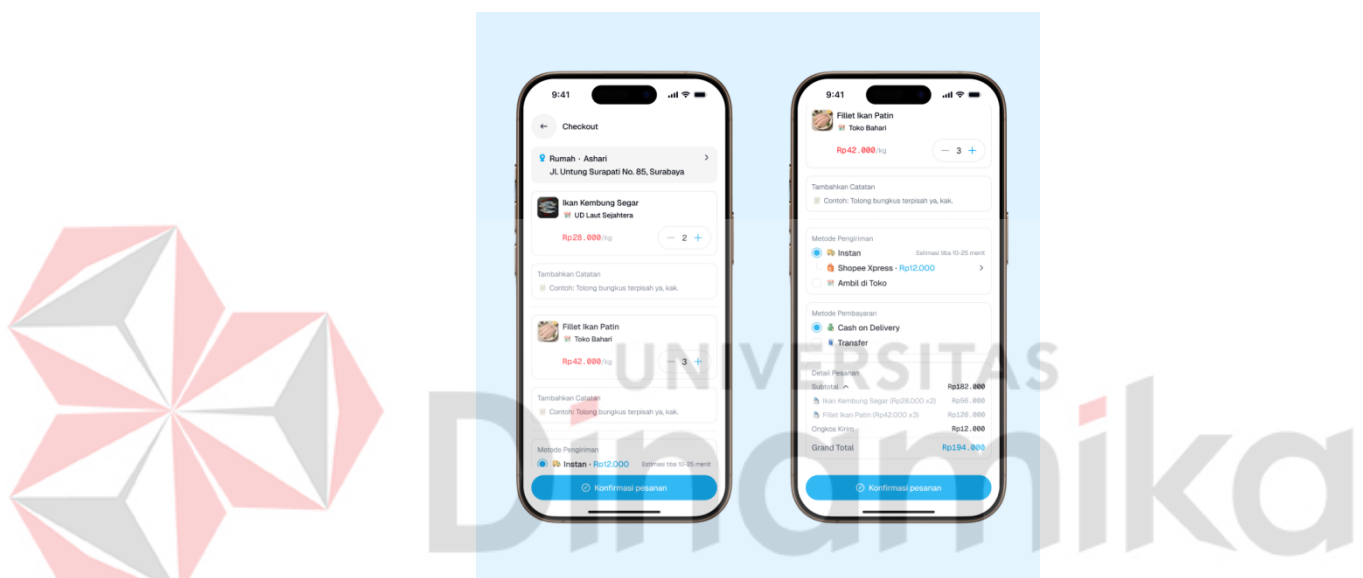 9:41
Checkout
Rumah · Ashari
Jl. Untung Surapati No. 85, Surabaya
Ikan Kembung Segar
UD Laut Sejahtera
Rp28.000/kg
— 2 +
Tambahkan Catatan
Contoh: Tolong bungkus terpisah ya, kak.
Fillet Ikan Patin
Toko Bahari
Rp42.000/kg
— 3 +
Tambahkan Catatan
Contoh: Tolong bungkus terpisah ya, kak.
Metode Pengiriman
Instan · Rp12.000 Estimasi tiba 10-25 menit
Konfirmasi pesanan
9:41
Fillet Ikan Patin
Toko Bahari
Rp42.000/kg
— 3 +
Tambahkan Catatan
Contoh: Tolong bungkus terpisah ya, kak.
Metode Pengiriman
Instan Estimasi tiba 10-25 menit
Shopee Xpress · Rp12.000
Ambil di Toko
Metode Pembayaran
Cash on Delivery
Transfer
Detail Pesanan
Subtotal Rp182.000
Ikan Kembung Segar (Rp28.000 x2) Rp56.000
Fillet Ikan Patin (Rp42.000 x3) Rp126.000
Ongkos Kirim Rp12.000
Grand Total Rp194.000
Konfirmasi pesanan
UNIVERSITAS
Dinamika